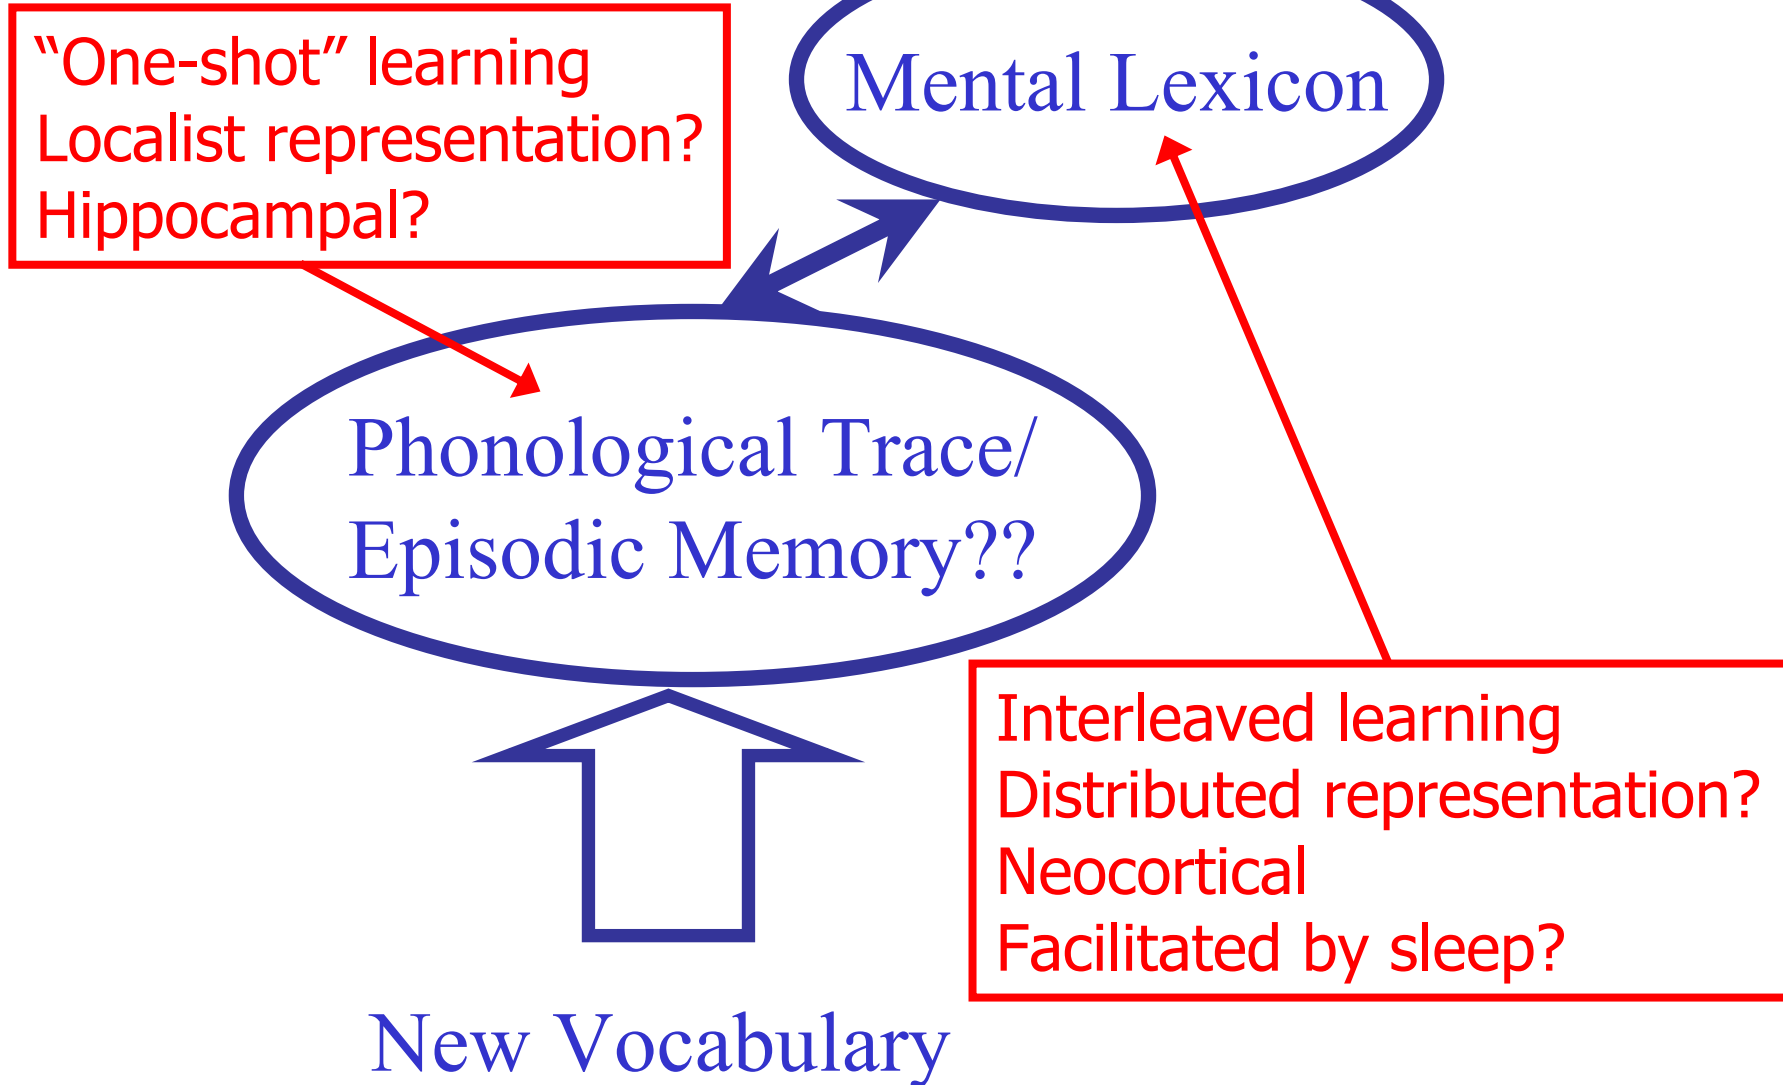 “One-shot” learning
Localist representation?
Hippocampal?
Mental Lexicon
Phonological Trace/
Episodic Memory??
Interleaved learning
Distributed representation?
Neocortical
Facilitated by sleep?
New Vocabulary